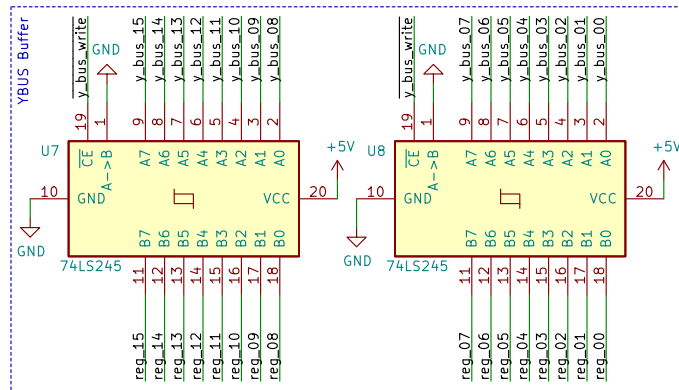 YBUS Buffer
y_bus_write
GND
y_bus_15
y_bus_14
y_bus_13
y_bus_12
y_bus_11
y_bus_10
y_bus_09
y_bus_08
19
1
9
8
7
6
5
4
3
2
U7
CE
A->B
A7
A6
A5
A4
A3
A2
A1
A0
+5V
10
GND
VCC
20
GND
B7
B6
B5
B4
B3
B2
B1
B0
74LS245
11
12
13
14
15
16
17
18
reg_15
reg_14
reg_13
reg_12
reg_11
reg_10
reg_09
reg_08
y_bus_write
GND
y_bus_07
y_bus_06
y_bus_05
y_bus_04
y_bus_03
y_bus_02
y_bus_01
y_bus_00
19
1
9
8
7
6
5
4
3
2
U8
CE
A->B
A7
A6
A5
A4
A3
A2
A1
A0
+5V
10
GND
VCC
20
GND
B7
B6
B5
B4
B3
B2
B1
B0
74LS245
11
12
13
14
15
16
17
18
reg_07
reg_06
reg_05
reg_04
reg_03
reg_02
reg_01
reg_00